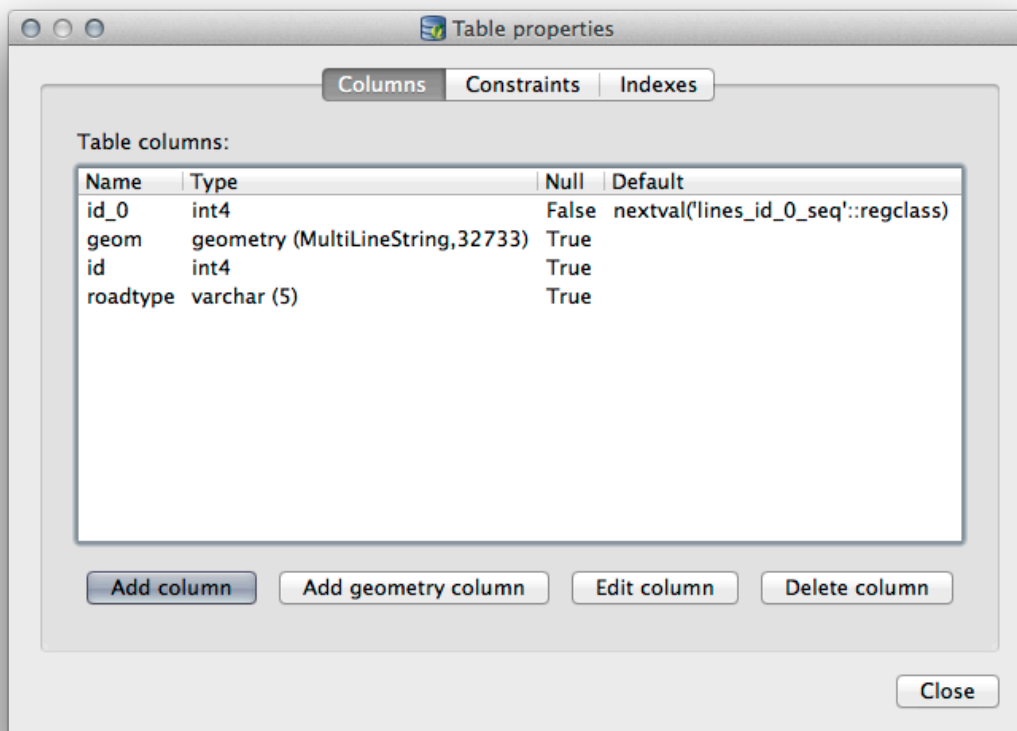 Table properties
Columns Constraints Indexes
Table columns:
Name Type Null Default
id_0 int4 False nextval('lines_id_0_seq'::regclass)
geom geometry (MultiLineString,32733) True
id int4 True
roadtype varchar (5) True
Add column Add geometry column Edit column Delete column
Close